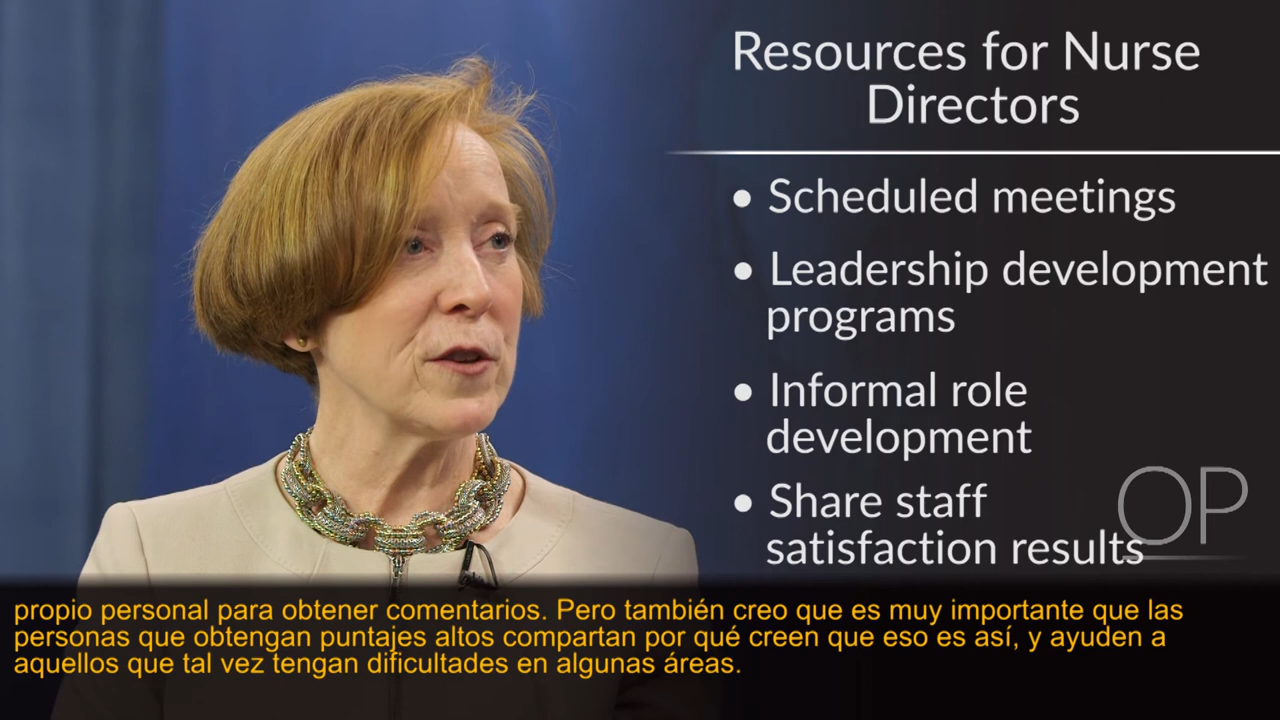 Resources for Nurse
Directors
• Scheduled meetings
• Leadership development
programs
• Informal role
development
• Share staff
satisfaction results
OP
propio personal para obtener comentarios. Pero también creo que es muy importante que las
personas que obtengan puntajes altos compartan por qué creen que eso es así, y ayuden a
aquellos que tal vez tengan dificultades en algunas áreas.